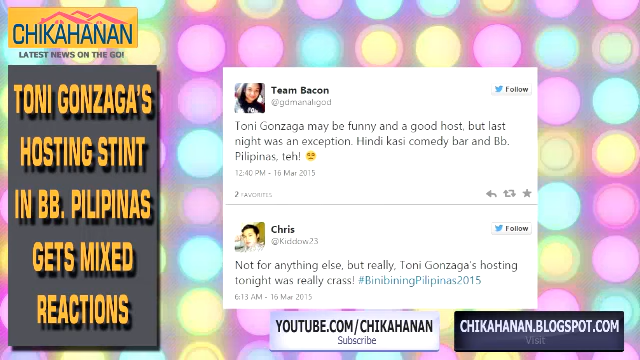 CHIKAHANAN
LATEST NEWS ON THE GO!
TONI GONZAGA'S
HOSTING STINT
IN BB. PILIPINAS
GETS MIXED
REACTIONS
Team Bacon
@gdmanaligod
Follow
Toni Gonzaga may be funny and a good host, but last
night was an exception. Hindi kasi comedy bar and Bb.
Pilipinas, teh! 😒
12:40 PM - 16 Mar 2015
2 FAVORITES
Chris
@Kiddow23
Follow
Not for anything else, but really, Toni Gonzaga's hosting
tonight was really crass! #BinibiningPilipinas2015
6:13 AM - 16 Mar 2015
YOUTUBE.COM/CHIKAHANAN
Subscribe
CHIKAHANAN.BLOGSPOT.COM
Visit